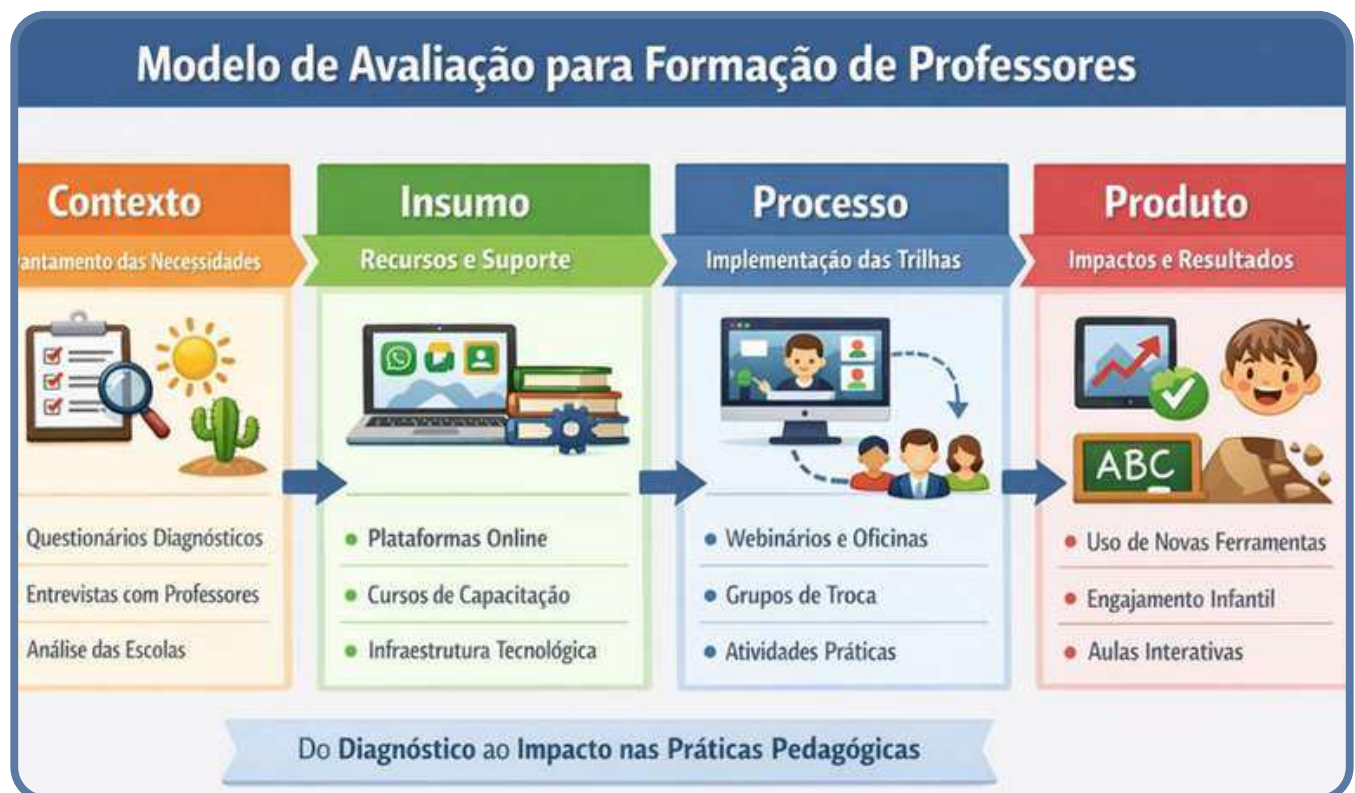 Modelo de Avaliação para Formação de Professores
Contexto
antamento das Necessidades
Questionários Diagnósticos
Entrevistas com Professores
Análise das Escolas
Insumo
Recursos e Suporte
Plataformas Online
Cursos de Capacitação
Infraestrutura Tecnológica
Processo
Implementação das Trilhas
Webinários e Oficinas
Grupos de Troca
Atividades Práticas
Produto
Impactos e Resultados
ABC
Uso de Novas Ferramentas
Engajamento Infantil
Aulas Interativas
Do Diagnóstico ao Impacto nas Práticas Pedagógicas